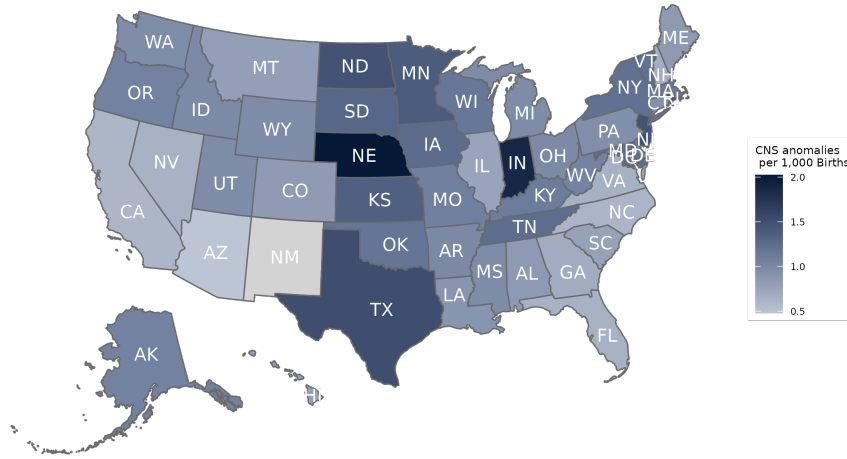 ME
WA
VT
MT
ND
MN
NH
OR
WI
NY
MA
ID
SD
MI
WY
PA
IA
NE
OH
IL
IN
NV
DE
UT
CO
WV
VA
CA
KS
MO
KY
NC
TN
OK
AZ
NM
AR
SC
MS
AL
GA
LA
TX
FL
AK
HI
CNS anomalies
per 1,000 Births
2.0
1.5
1.0
0.5